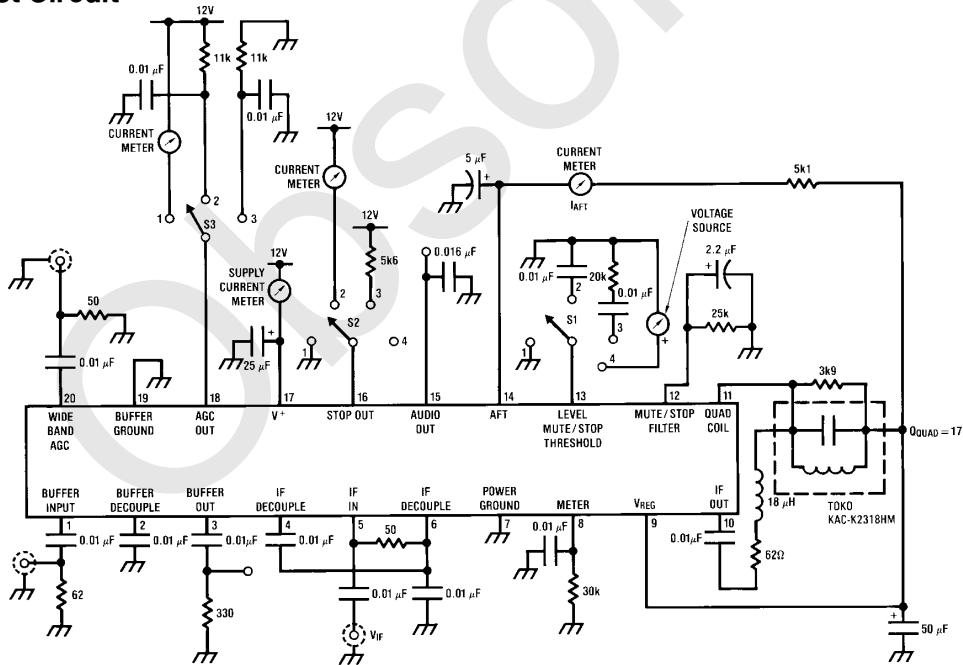 st Circuit
12V
12V
11k
11k
0.01 μF
0.01 μF
CURRENT
METER
1
2
3
S3
12V
CURRENT
METER
12V
5k6
2
3
S2
1
4
12V
SUPPLY
CURRENT
METER
+
25 μF
50
0.01 μF
0.016 μF
5 μF
+
CURRENT
METER
IAFT
5k1
VOLTAGE
SOURCE
0.01 μF
20k
0.01 μF
2
3
S1
1
4
+
2.2 μF
+
25k
3k9
QQUAD = 17
18 μH
TOKO
KAC-K2318HM
62Ω
20 19 18 17 16 15 14 13 12 11
WIDE
BAND
AGC
BUFFER
GROUND
AGC
OUT
V+
STOP OUT
AUDIO
OUT
AFT
LEVEL
MUTE/STOP
THRESHOLD
MUTE/STOP
FILTER
QUAD
COIL
BUFFER
INPUT
BUFFER
DECOUPLE
BUFFER
OUT
IF
DECOUPLE
IF
IN
IF
DECOUPLE
POWER
GROUND
METER
VREG
IF
OUT
1 2 3 4 5 6 7 8 9 10
0.01 μF
0.01 μF
0.01μF
0.01 μF
50
0.01 μF
0.01μF
62
330
0.01 μF
0.01 μF
30k
VIF
+
50 μF
Obso